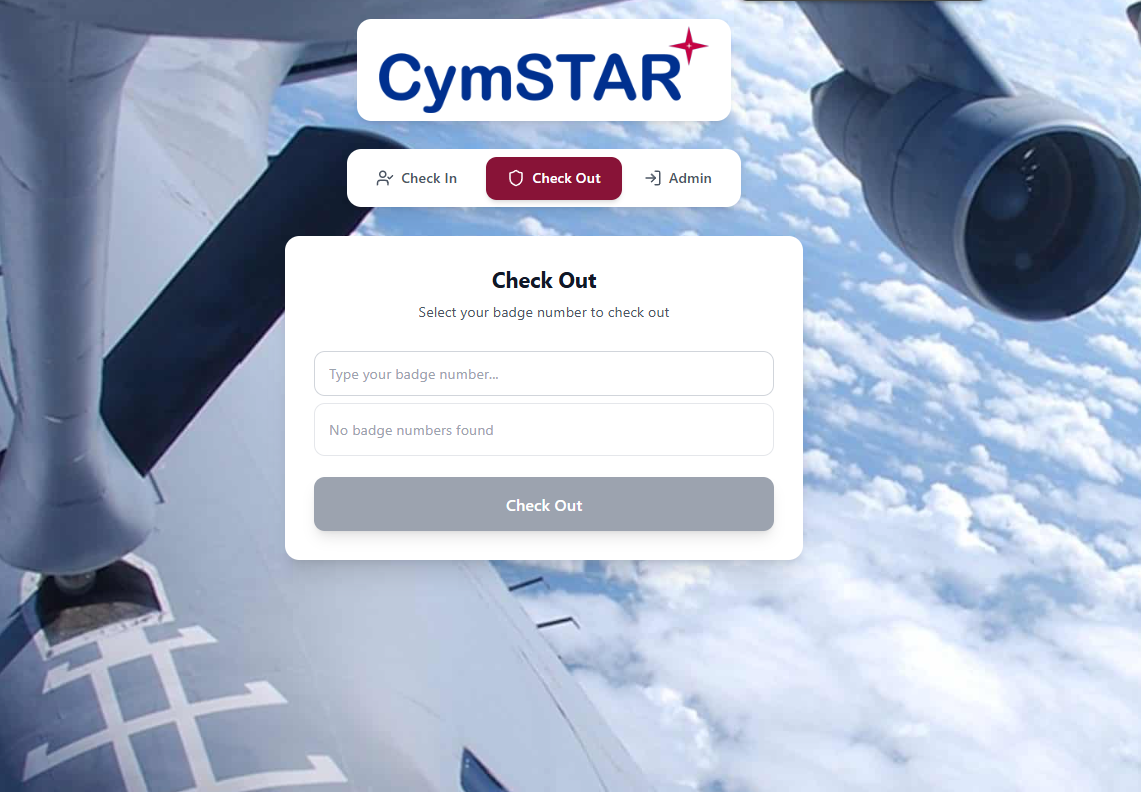 CymSTAR
Check In
Check Out
Admin
Check Out
Select your badge number to check out
Type your badge number...
No badge numbers found
Check Out